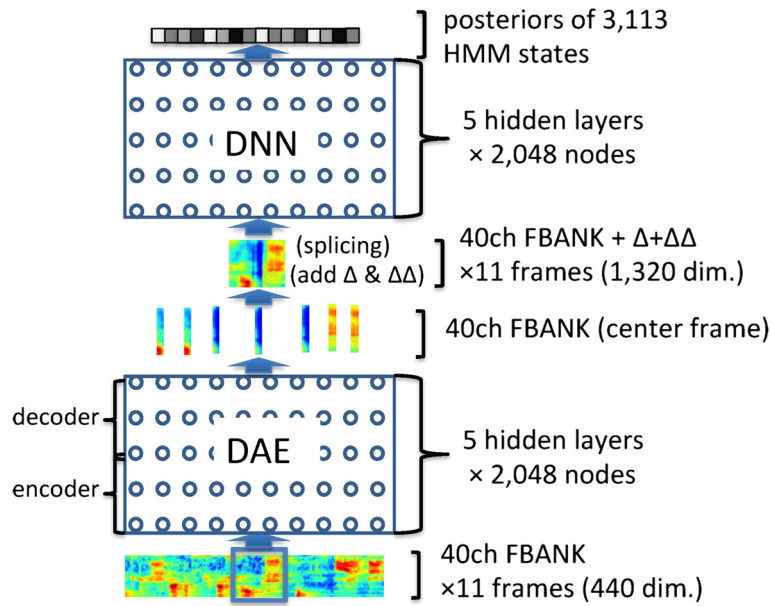 posteriors of 3,113
HMM states
DNN
5 hidden layers
× 2,048 nodes
(splicing)
(add Δ & ΔΔ)
40ch FBANK + Δ+ΔΔ
×11 frames (1,320 dim.)
40ch FBANK (center frame)
decoder
encoder
DAE
5 hidden layers
× 2,048 nodes
40ch FBANK
×11 frames (440 dim.)